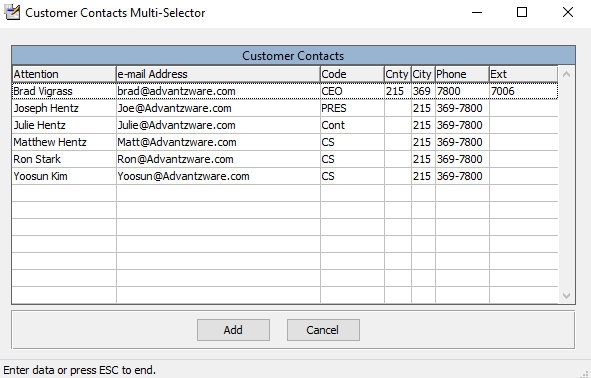 Customer Contacts Multi-Selector
Customer Contacts
Attention e-mail Address Code Cnty City Phone Ext
Brad Vigrass brad@advantzware.com CEO 215 369 7800 7006
Joseph Hentz Joe@Advantzware.com PRES 215 369-7800
Julie Hentz Julie@Advantzware.com Cont 215 369-7800
Matthew Hentz Matt@Advantzware.com CS 215 369-7800
Ron Stark Ron@Advantzware.com CS 215 369-7800
Yoosun Kim Yoosun@Advantzware.com CS 215 369-7800
Add Cancel
Enter data or press ESC to end.